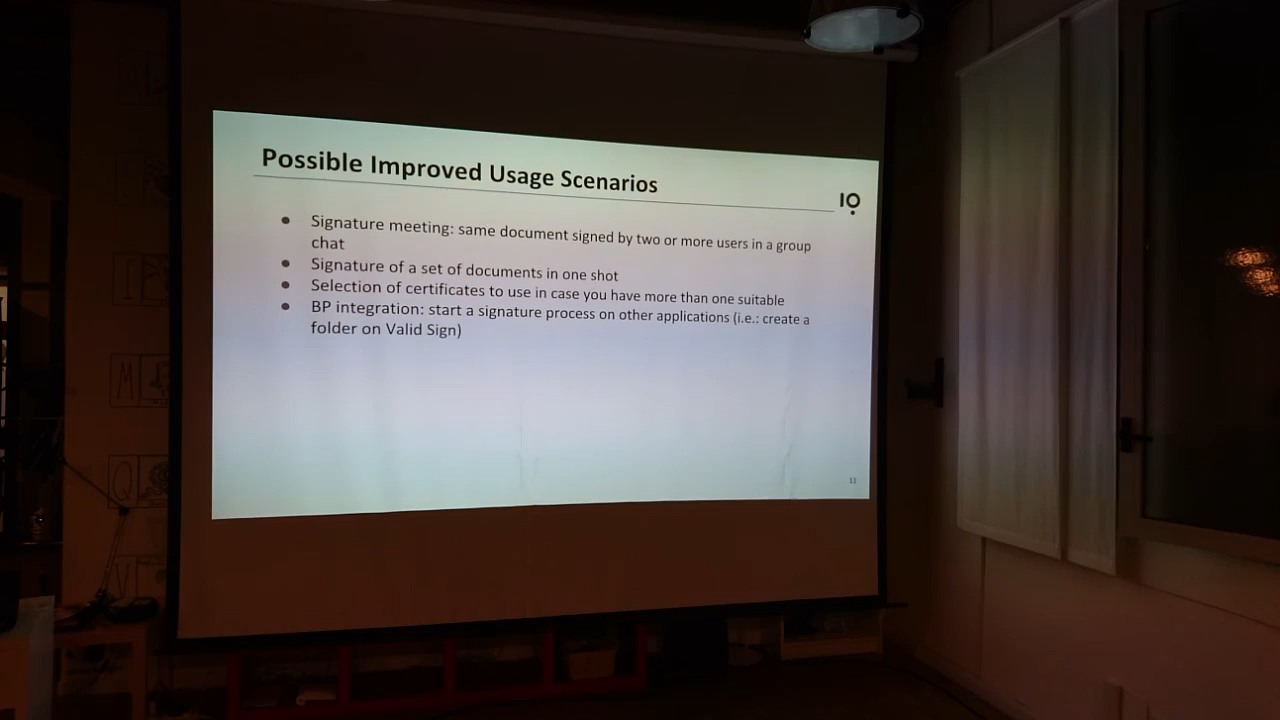 Possible Improved Usage Scenarios
IO
● Signature meeting: same document signed by two or more users in a group
chat
● Signature of a set of documents in one shot
● Selection of certificates to use in case you have more than one suitable
● BP integration: start a signature process on other applications (i.e.: create a
folder on Valid Sign)
11
M
Q